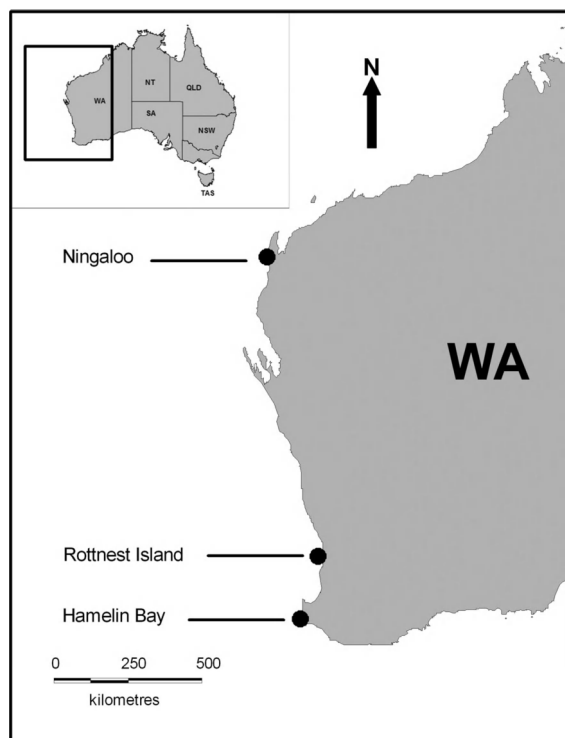 NT
QLD
WA
SA
NSW
TAS
N
Ningaloo
WA
Rottnest Island
Hamelin Bay
0 250 500
kilometres